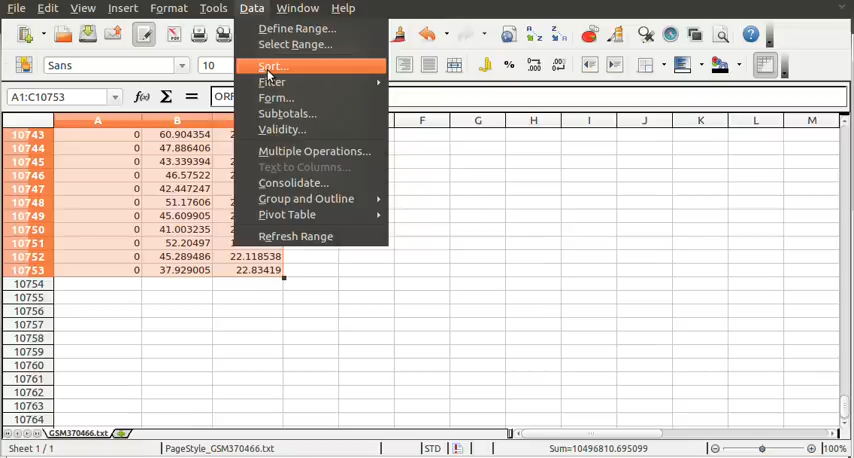 File Edit View Insert Format Tools Data Window Help
Define Range...
Select Range...
Sans 10
Sort...
Filter
Form...
Subtotals...
Validity...
Multiple Operations...
Text to Columns...
Consolidate...
Group and Outline
Pivot Table
Refresh Range
A1:C10753
A B F G H I J K L M
10743 0 60.904354
10744 0 47.886406
10745 0 43.339394
10746 0 46.57522
10747 0 42.447247
10748 0 51.17606
10749 0 45.609905
10750 0 41.003235
10751 0 52.20497
10752 0 45.289486 22.118538
10753 0 37.929005 22.83419
10754
10755
10756
10757
10758
10759
10760
10761
10762
10763
10764
GSM370466.txt
Sheet 1 / 1 PageStyle_GSM370466.txt STD Sum=10496810.695099 100%